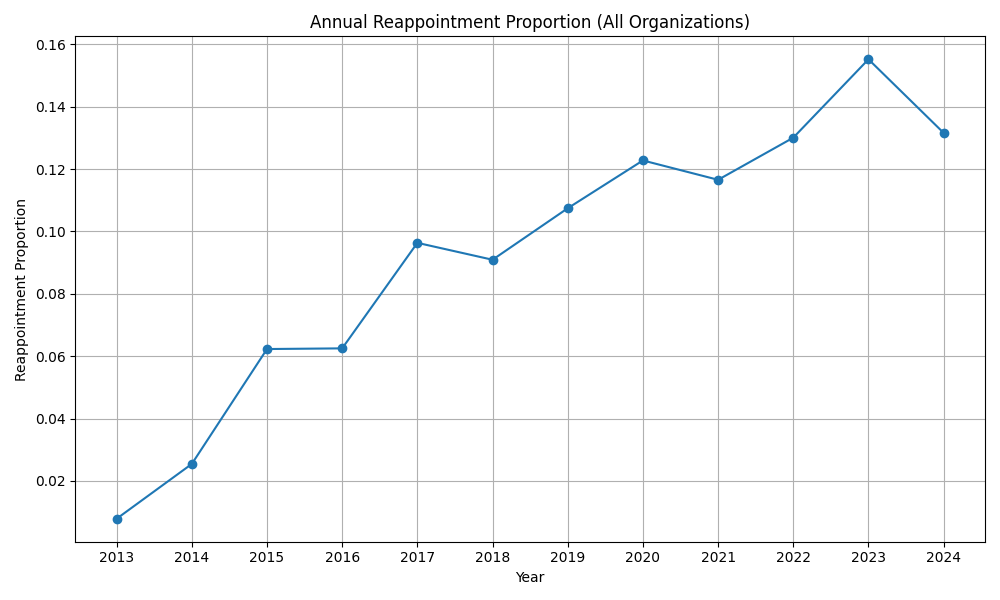 Annual Reappointment Proportion (All Organizations)
Reappointment Proportion
0.16
0.14
0.12
0.10
0.08
0.06
0.04
0.02
2013 2014 2015 2016 2017 2018 2019 2020 2021 2022 2023 2024
Year